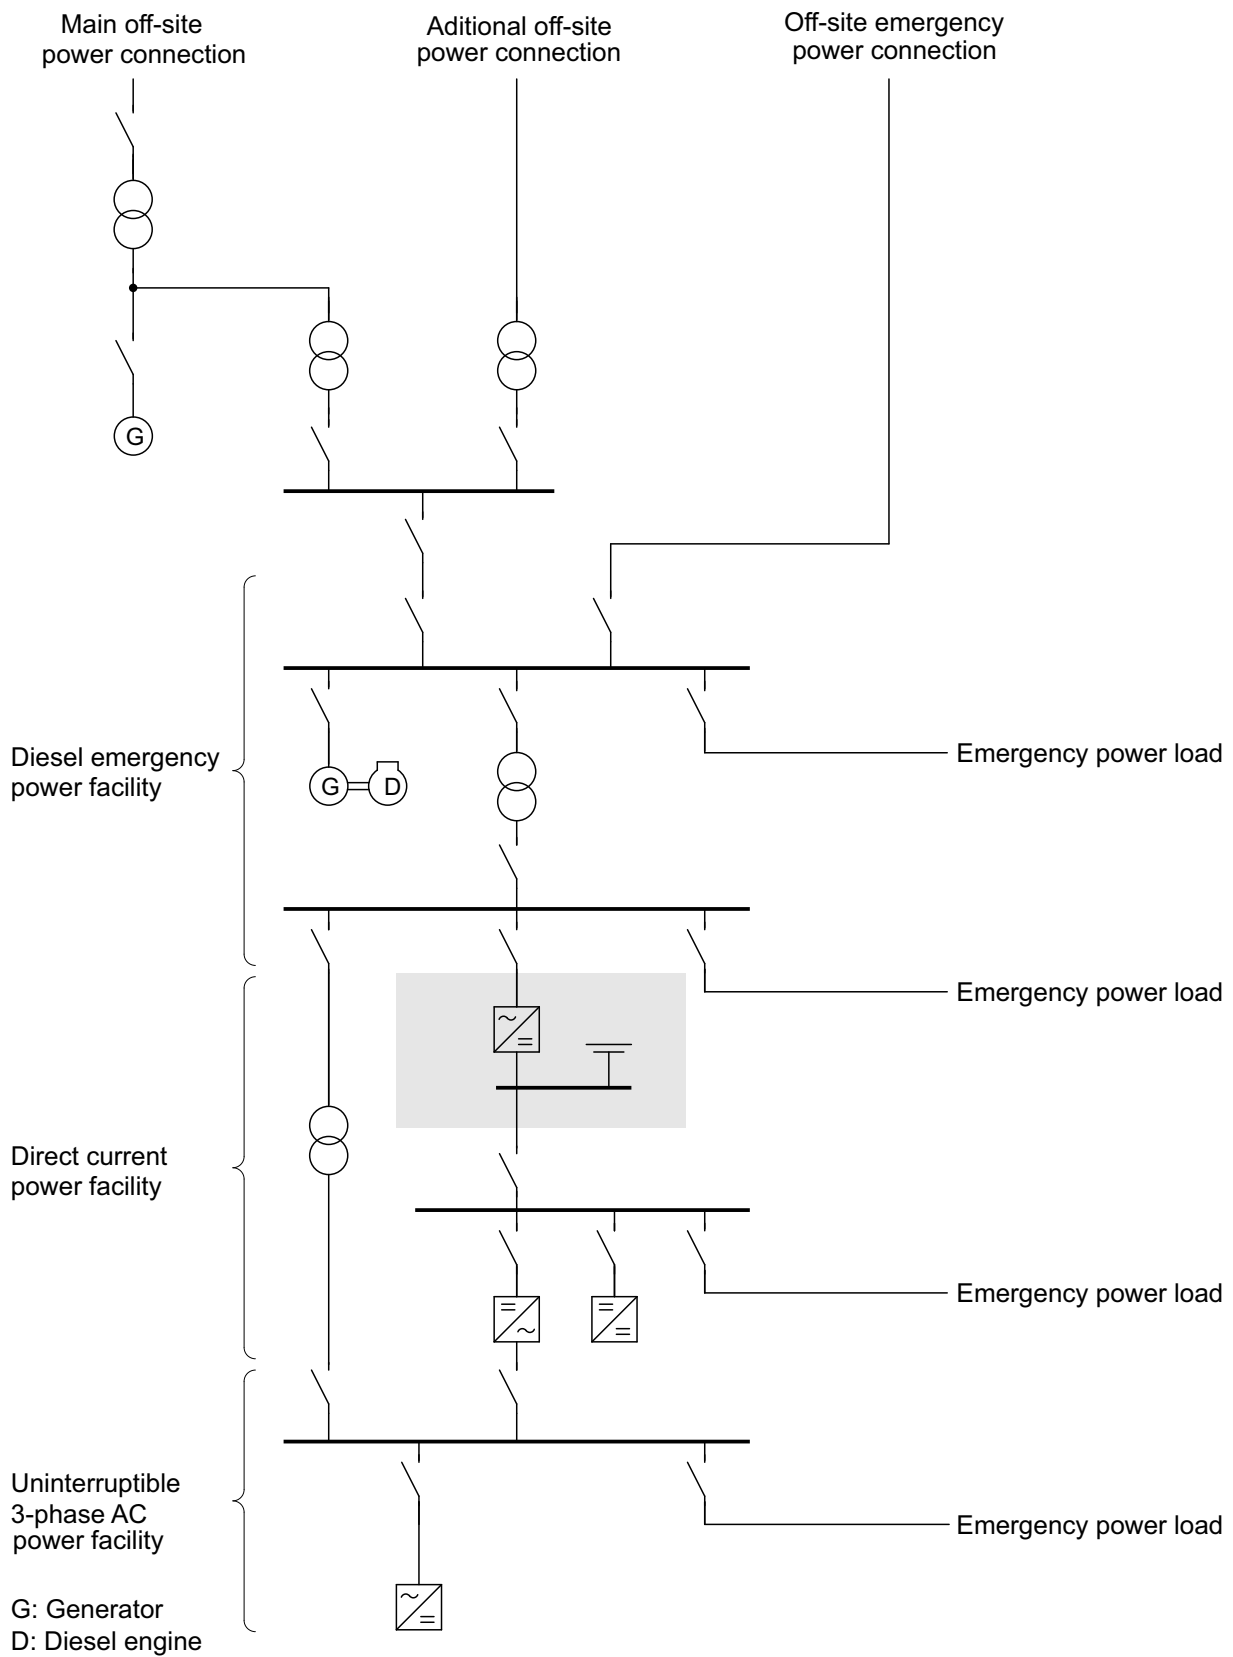 Main off-site
power connection
Aditional off-site
power connection
Off-site emergency
power connection
G
Diesel emergency
power facility
G
D
Emergency power load
Emergency power load
Direct current
power facility
Emergency power load
Uninterruptible
3-phase AC
power facility
Emergency power load
G: Generator
D: Diesel engine